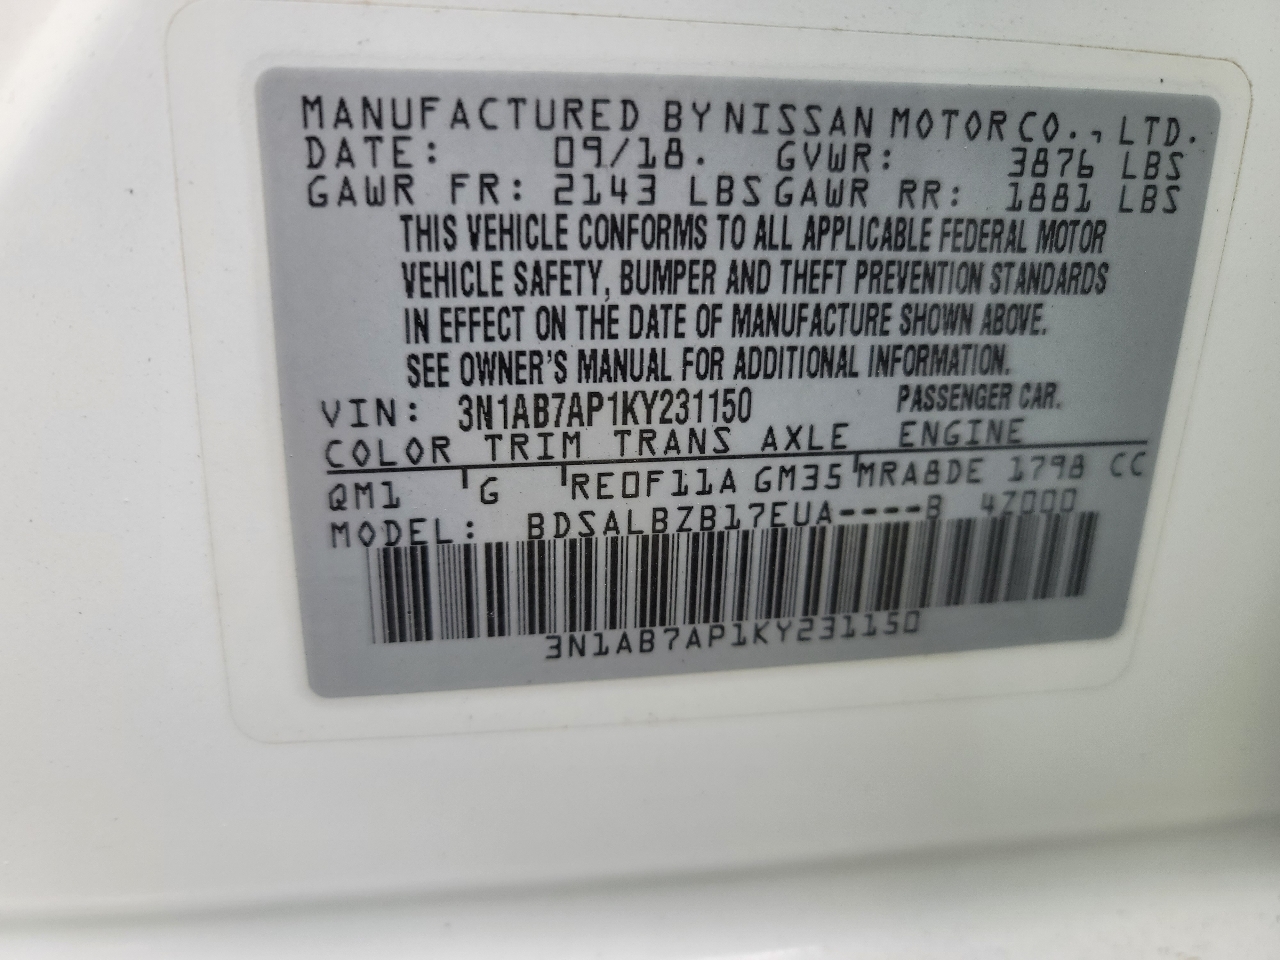 MANUFACTURED BY NISSAN MOTOR CO., LTD.
DATE: 09/18. GVWR: 3876 LBS
GAWR FR: 2143 LBS GAWR RR: 1881 LBS
THIS VEHICLE CONFORMS TO ALL APPLICABLE FEDERAL MOTOR
VEHICLE SAFETY, BUMPER AND THEFT PREVENTION STANDARDS
IN EFFECT ON THE DATE OF MANUFACTURE SHOWN ABOVE.
SEE OWNER'S MANUAL FOR ADDITIONAL INFORMATION.
VIN: 3N1AB7AP1KY231150 PASSENGER CAR.
COLOR TRIM TRANS AXLE ENGINE
QM1 G RE0F11A GM35 MRA8DE 1798 CC
MODEL: BDSALBZB17EUA----B 4Z000
3N1AB7AP1KY231150